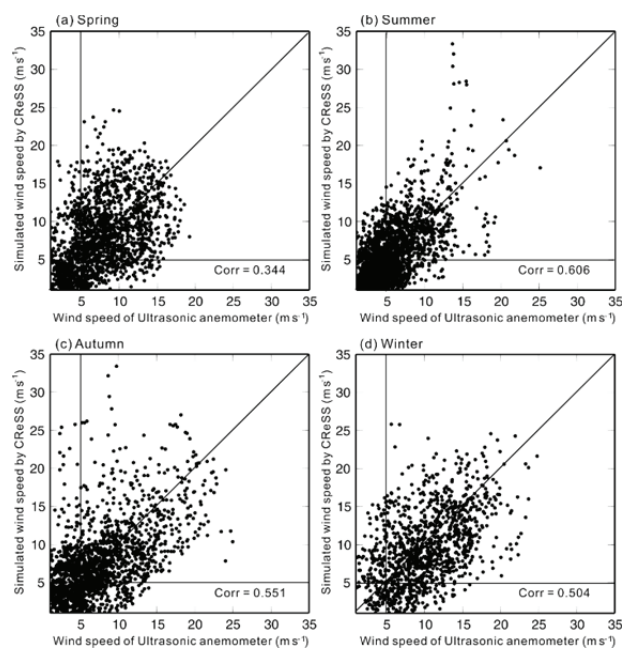 (a) Spring
35
30
25
20
15
10
5
Simulated wind speed by CReSS (m s⁻¹)
Corr = 0.344
5 10 15 20 25 30 35
Wind speed of Ultrasonic anemometer (m s⁻¹)
(b) Summer
35
30
25
20
15
10
5
Simulated wind speed by CReSS (m s⁻¹)
Corr = 0.606
5 10 15 20 25 30 35
Wind speed of Ultrasonic anemometer (m s⁻¹)
(c) Autumn
35
30
25
20
15
10
5
Simulated wind speed by CReSS (m s⁻¹)
Corr = 0.551
5 10 15 20 25 30 35
Wind speed of Ultrasonic anemometer (m s⁻¹)
(d) Winter
35
30
25
20
15
10
5
Simulated wind speed by CReSS (m s⁻¹)
Corr = 0.504
5 10 15 20 25 30 35
Wind speed of Ultrasonic anemometer (m s⁻¹)